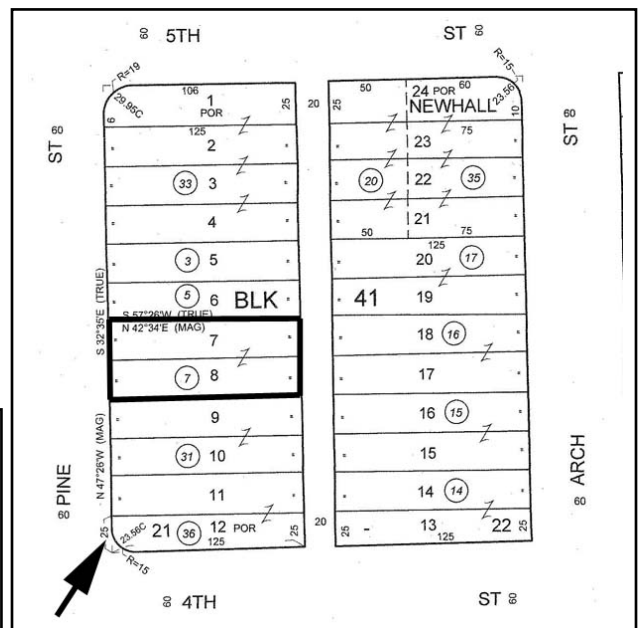 60 5TH ST 60
R=19 R=15
29.95C 106 25 20 25 50 24 POR 60 23.56
1 NEWHALL
POR
6 10
125 75
60 ST 2 23 ST 60
33 3 20 22 35
4 21
50 75
125
3 5 20 17
5 6 BLK 41 19
S 32°35'E (TRUE)
S 57°26'W (TRUE)
N 42°34'E (MAG)
7 18 16
7 8 17
9 16 15
N 47°26'W (MAG)
31 10 15
PINE 60 ARCH 60
11 14 14
25 23.56C 21 36 12 POR 25 20 25 - 13 22 25
125 125
R=15
60 4TH ST 60